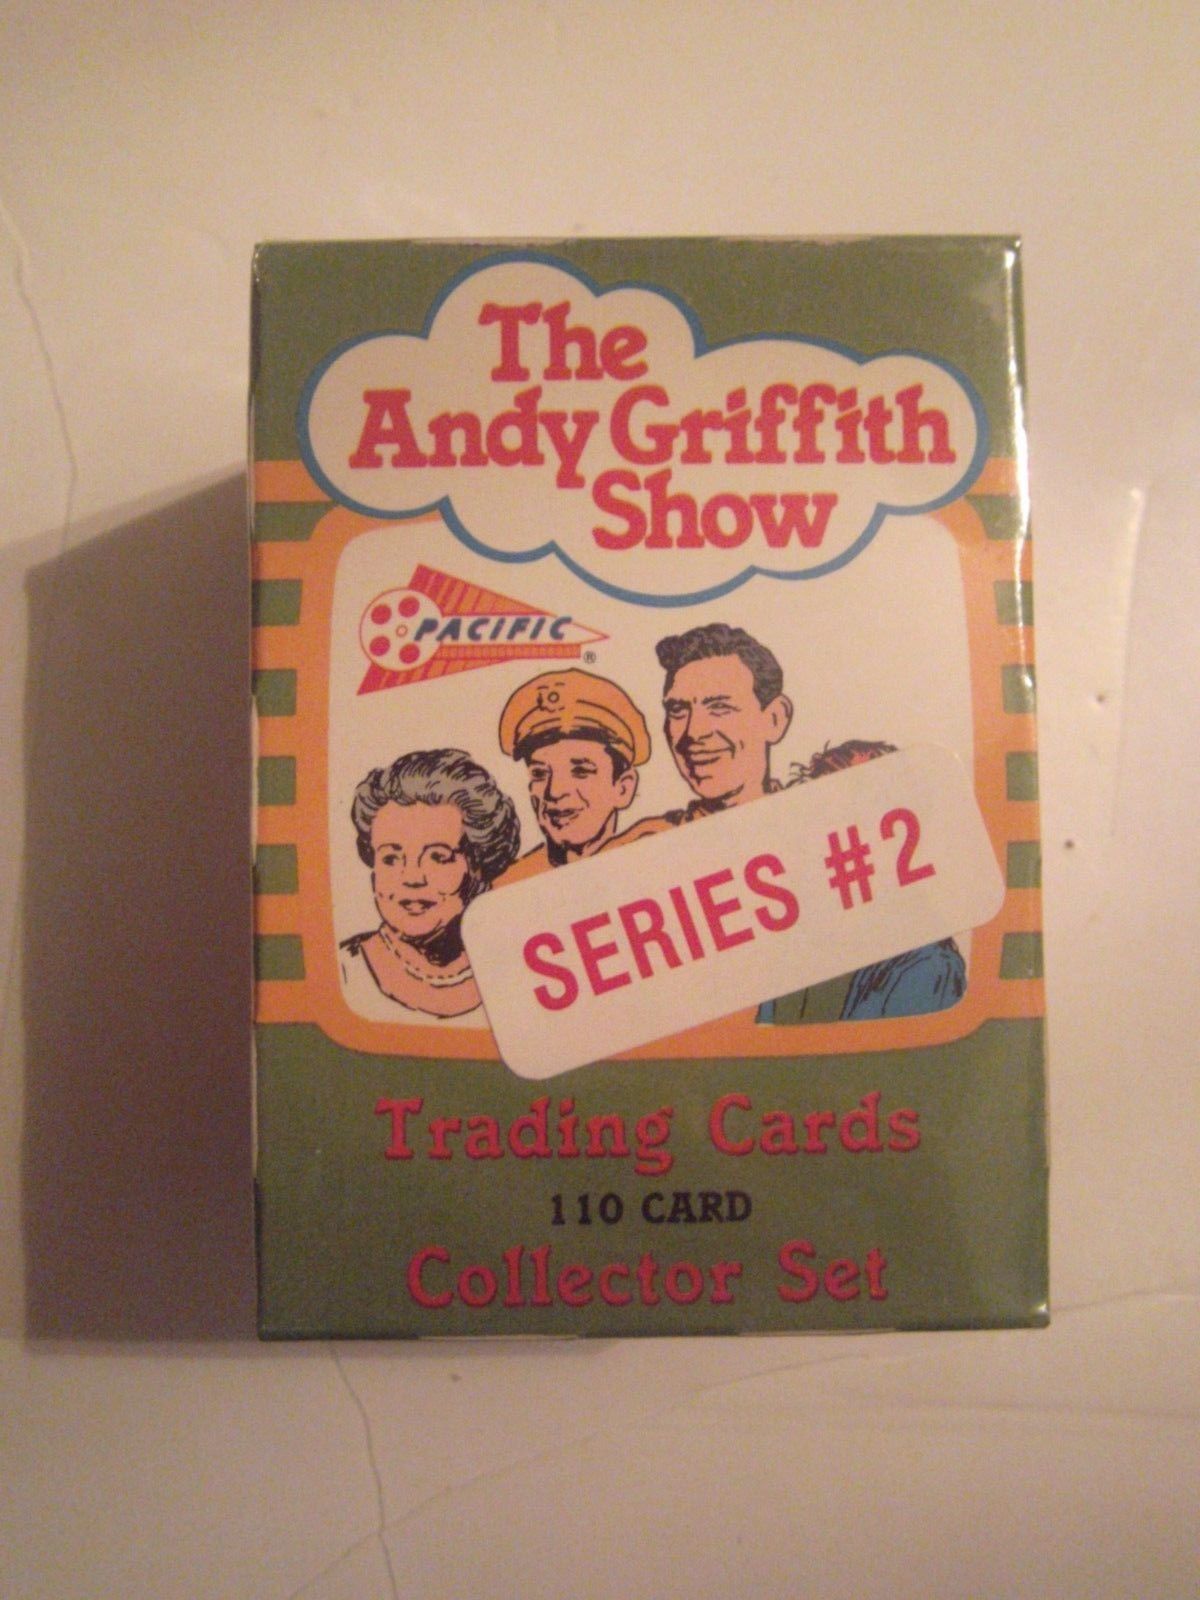 The
Andy Griffith
Show
PACIFIC
®
SERIES #2
Trading Cards
110 CARD
Collector Set